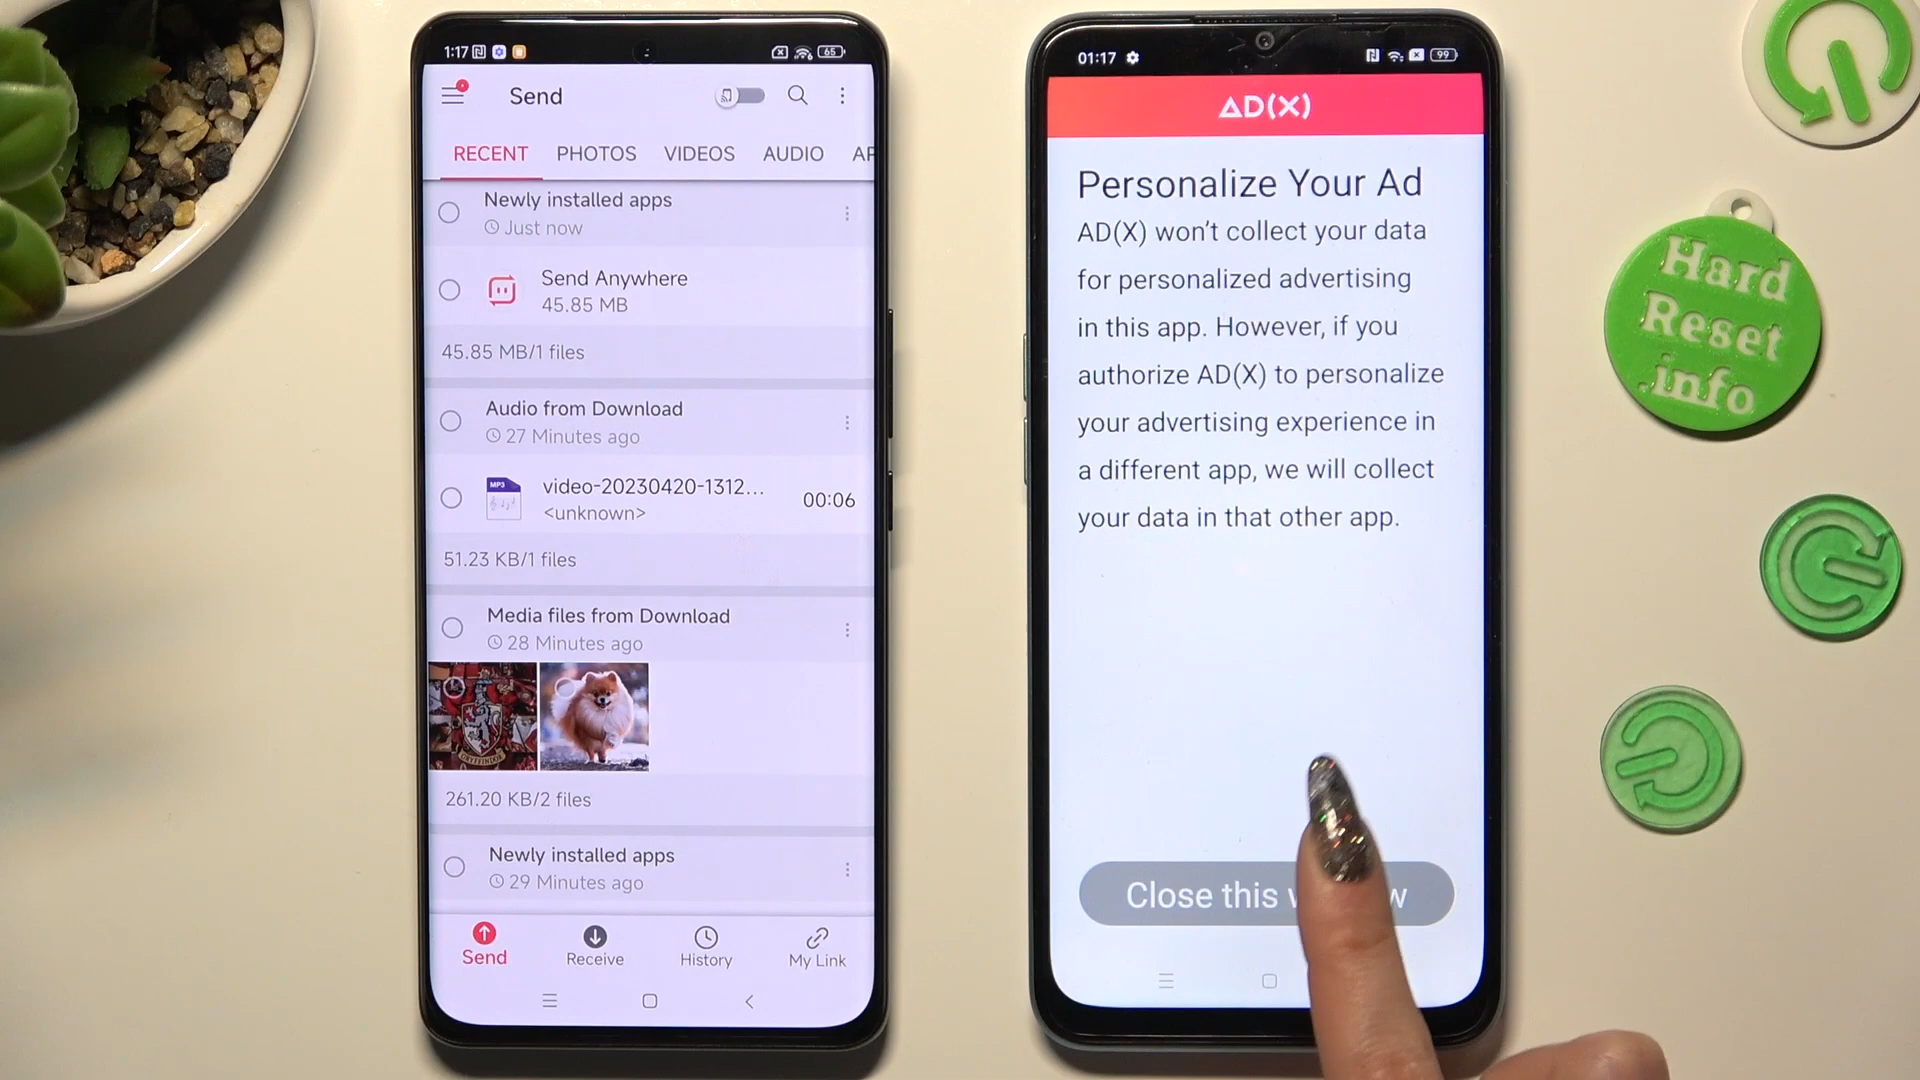 1:17
65
Send
RECENT
PHOTOS
VIDEOS
AUDIO
AP
Newly installed apps
Just now
Send Anywhere
45.85 MB
45.85 MB/1 files
Audio from Download
27 Minutes ago
MP3
video-20230420-1312...
<unknown>
00:06
51.23 KB/1 files
Media files from Download
28 Minutes ago
GRYFFINDOR
261.20 KB/2 files
Newly installed apps
29 Minutes ago
Send
Receive
History
My Link
01:17
99
AD(X)
Personalize Your Ad
AD(X) won't collect your data
for personalized advertising
in this app. However, if you
authorize AD(X) to personalize
your advertising experience in
a different app, we will collect
your data in that other app.
Close this
Hard
Reset
.info